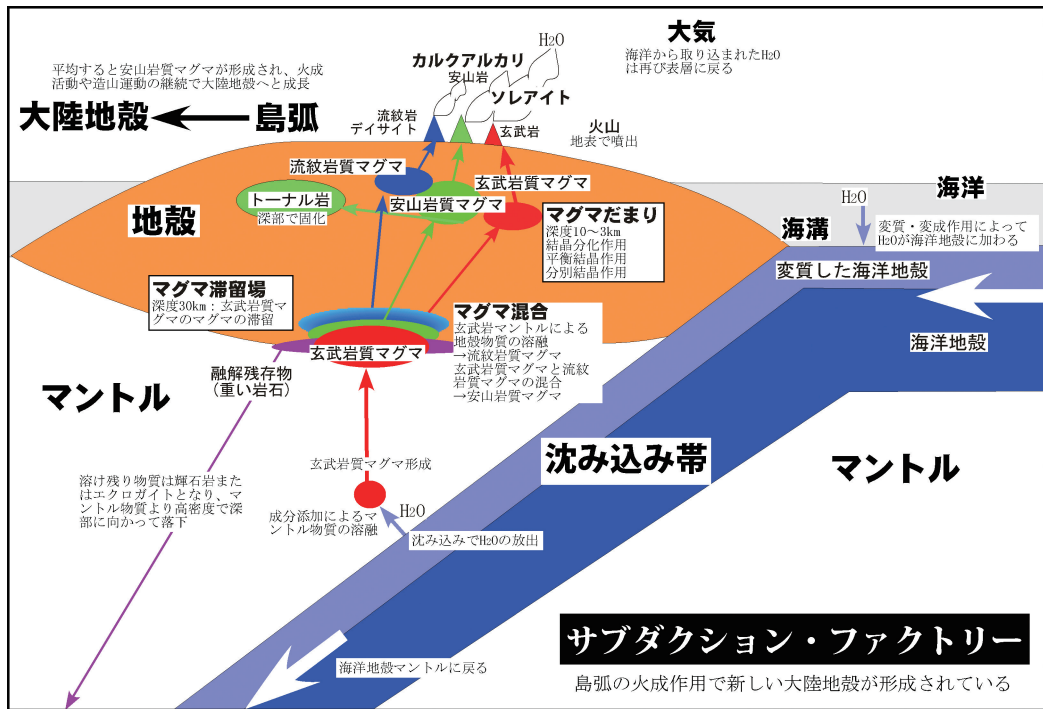 大気
海洋から取り込まれたH2O
は再び表層に戻る
H2O
カルクアルカリ
安山岩
ソレアイト
平均すると安山岩質マグマが形成され、火成
活動や造山運動の継続で大陸地殻へと成長
大陸地殻
島弧
流紋岩
デイサイト
玄武岩
火山
地表で噴出
流紋岩質マグマ
玄武岩質マグマ
トーナル岩
深部で固化
安山岩質マグマ
地殻
マグマだまり
深度10～3km
結晶分化作用
平衡結晶作用
分別結晶作用
海洋
H2O
海溝
変質・変成作用によって
H2Oが海洋地殻に加わる
変質した海洋地殻
海洋地殻
マグマ滞留場
深度30km：玄武岩質マ
グマのマグマの滞留
マグマ混合
玄武岩マントルによる
地殻物質の溶融
→流紋岩質マグマ
玄武岩質マグマと流紋
岩質マグマの混合
→安山岩質マグマ
玄武岩質マグマ
融解残存物
（重い岩石）
マントル
沈み込み帯
マントル
玄武岩質マグマ形成
溶け残り物質は輝石岩また
はエクロガイトとなり、マ
ントル物質より高密度で深
部に向かって落下
H2O
成分添加によるマ
ントル物質の溶融
沈み込みでH2Oの放出
海洋地殻マントルに戻る
サブダクション・ファクトリー
島弧の火成作用で新しい大陸地殻が形成されている